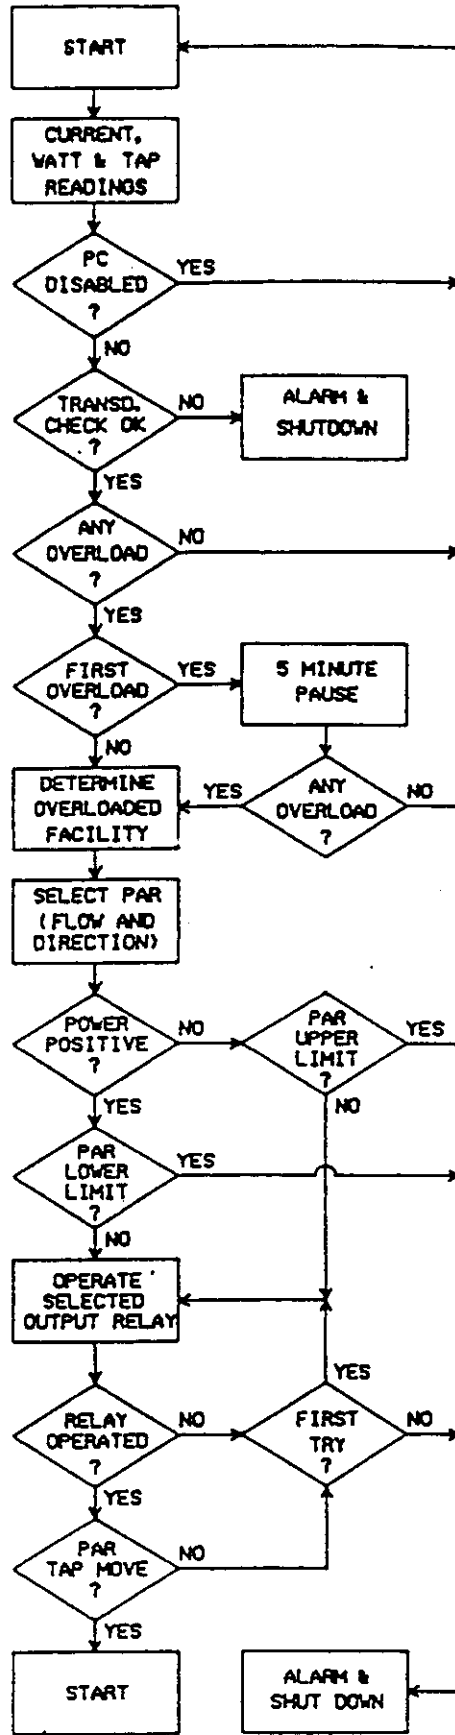 START
CURRENT,
WATT & TAP
READINGS
PC
DISABLED
?
YES
NO
TRANSD.
CHECK OK
?
NO
ALARM &
SHUTDOWN
YES
ANY
OVERLOAD
?
NO
YES
FIRST
OVERLOAD
?
YES
5 MINUTE
PAUSE
NO
DETERMINE
OVERLOADED
FACILITY
YES
ANY
OVERLOAD
?
NO
SELECT PAR
(FLOW AND
DIRECTION)
POWER
POSITIVE
?
NO
PAR
UPPER
LIMIT
?
YES
NO
YES
PAR
LOWER
LIMIT
?
YES
NO
OPERATE
SELECTED
OUTPUT RELAY
YES
RELAY
OPERATED
?
NO
FIRST
TRY
?
NO
YES
PAR
TAP MOVE
?
NO
YES
START
ALARM &
SHUT DOWN